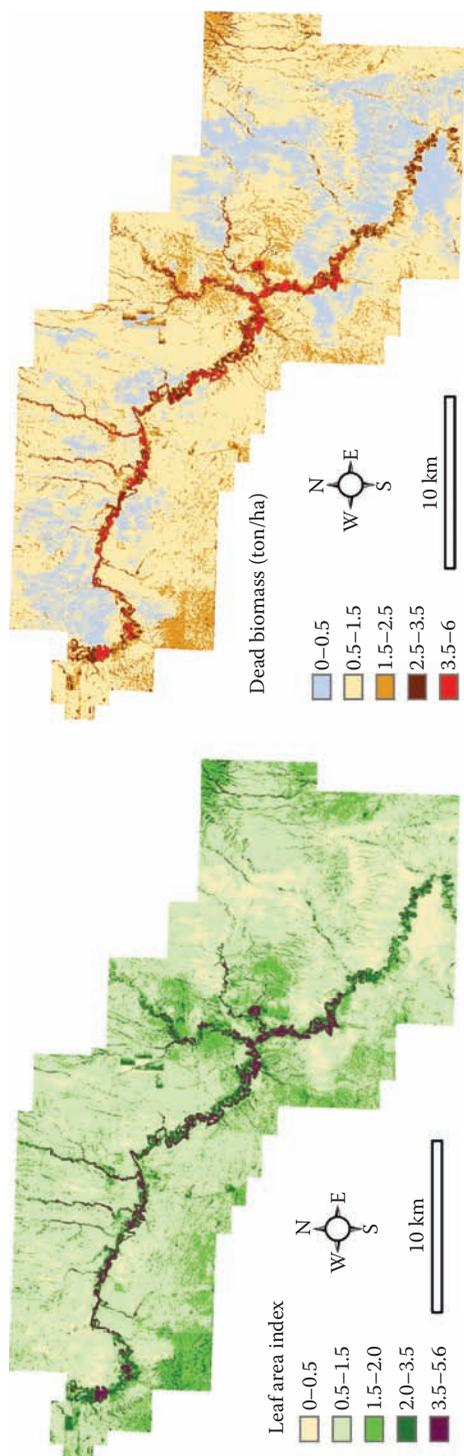 Dead biomass (ton/ha)
0–0.5
0.5–1.5
1.5–2.5
2.5–3.5
3.5–6
N
W
E
S
10 km
Leaf area index
0–0.5
0.5–1.5
1.5–2.0
2.0–3.5
3.5–5.6
N
W
E
S
10 km